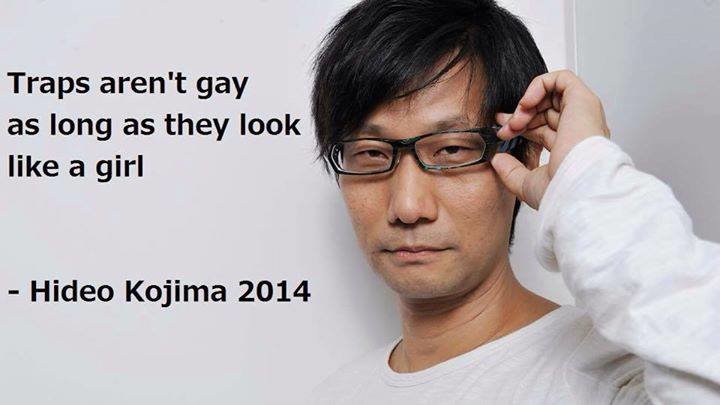 Traps aren't gay
as long as they look
like a girl
- Hideo Kojima 2014